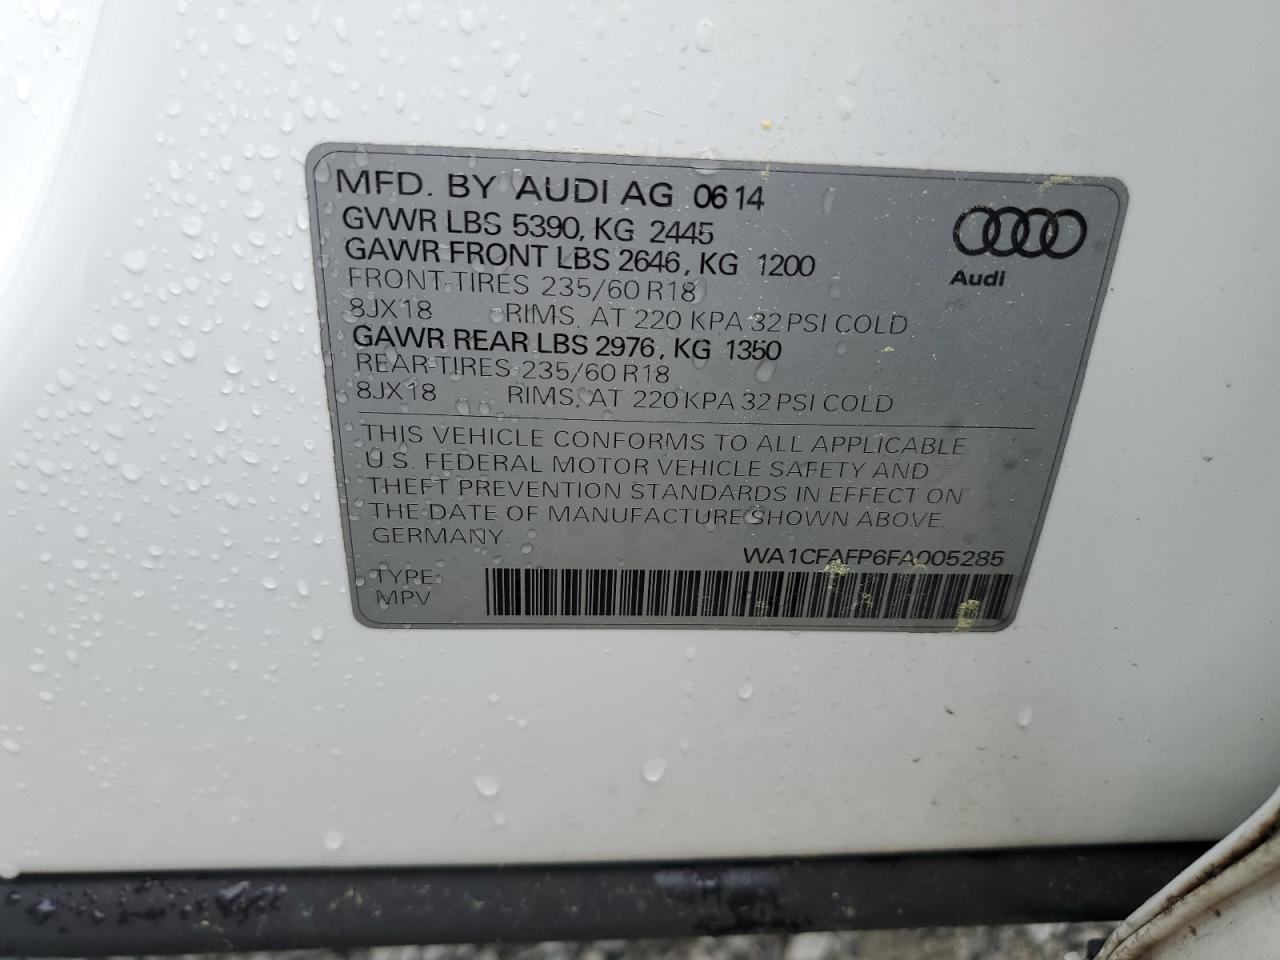 MFD. BY AUDI AG 06 14
GVWR LBS 5390, KG 2445
GAWR FRONT LBS 2646, KG 1200
FRONT-TIRES 235/60 R18
8JX18 RIMS, AT 220 KPA 32 PSI COLD
GAWR REAR LBS 2976, KG 1350
REAR-TIRES 235/60 R18
8JX18 RIMS, AT 220 KPA 32 PSI COLD
Audi
THIS VEHICLE CONFORMS TO ALL APPLICABLE
U.S. FEDERAL MOTOR VEHICLE SAFETY AND
THEFT PREVENTION STANDARDS IN EFFECT ON
THE DATE OF MANUFACTURE SHOWN ABOVE.
GERMANY
WA1CFAFP6FA005285
TYPE:
MPV